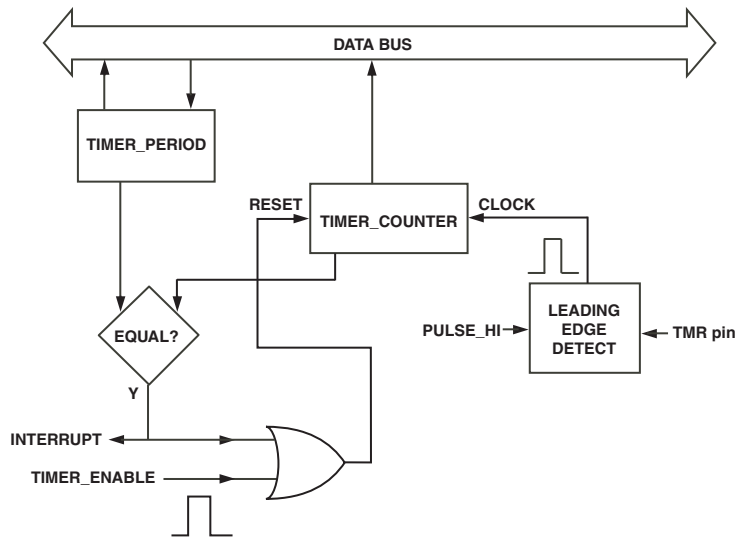 DATA BUS
TIMER_PERIOD
RESET
TIMER_COUNTER
CLOCK
EQUAL?
PULSE_HI
LEADING
EDGE
DETECT
TMR pin
Y
INTERRUPT
TIMER_ENABLE